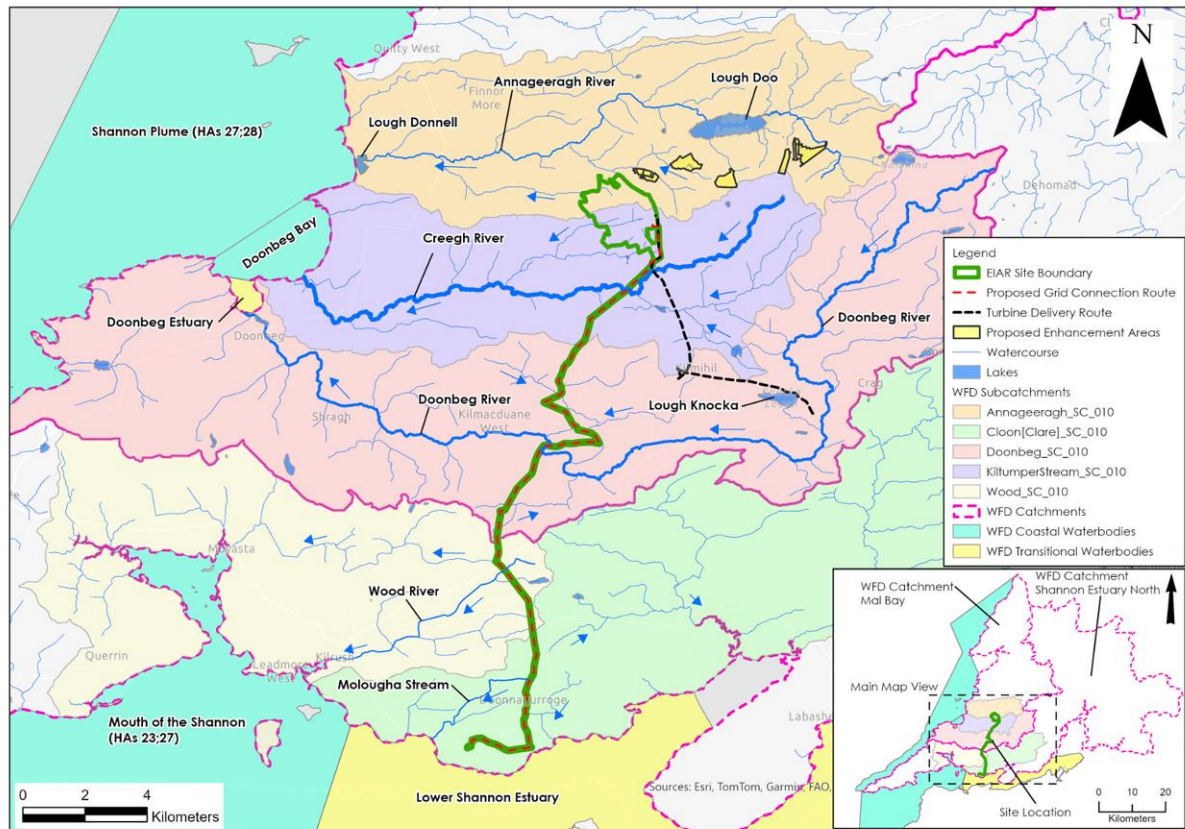 Quilty West
N
Annageeragh River
Lough Doo
Finnor
More
Shannon Plume (HAs 27;28)
Lough Donnell
Dehomad
Doonbeg Bay
Creegh River
Doonbeg Estuary
Doonbeg
Doonbeg River
Doonbeg River
Kilmacduane
West
Shragh
Kilmihil
Lough Knocka
Crag
Legend
EIAR Site Boundary
Proposed Grid Connection Route
Turbine Delivery Route
Proposed Enhancement Areas
Watercourse
Lakes
WFD Subcatchments
Annageeragh_SC_010
Cloon[Clare]_SC_010
Doonbeg_SC_010
KiltumperStream_SC_010
Wood_SC_010
WFD Catchments
WFD Coastal Waterbodies
WFD Transitional Waterbodies
Moyasta
Wood River
Querrin
Leadmore
West
Kilrush
Molougha Stream
Mouth of the Shannon
(HAs 23;27)
Lower Shannon Estuary
Labashe
Sources: Esri, TomTom, Garmin, FAO,
0 2 4
Kilometers
WFD Catchment
Mal Bay
WFD Catchment
Shannon Estuary North
Main Map View
Site Location
0 10 20
Kilometers